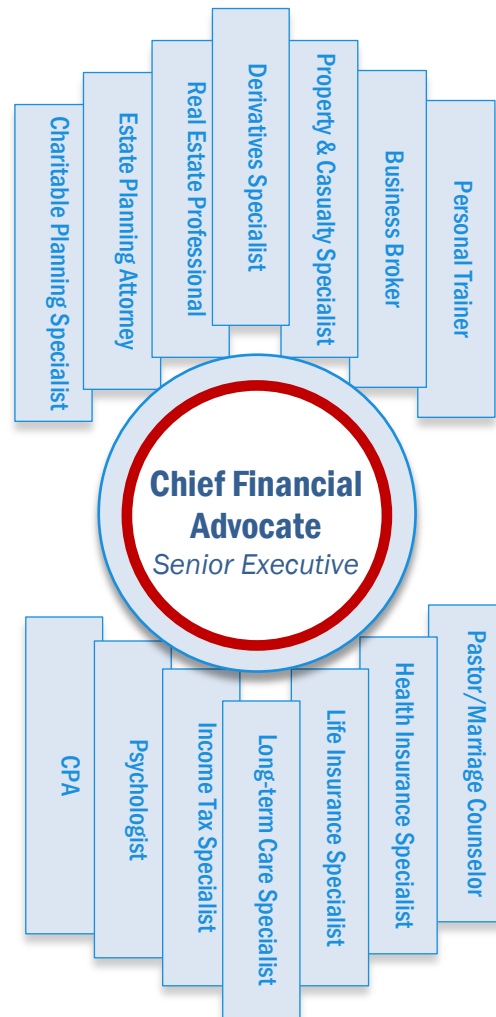 Charitable Planning Specialist
Estate Planning Attorney
Real Estate Professional
Derivatives Specialist
Property & Casualty Specialist
Business Broker
Personal Trainer
Chief Financial
Advocate
Senior Executive
CPA
Psychologist
Income Tax Specialist
Long-term Care Specialist
Life Insurance Specialist
Health Insurance Specialist
Pastor/Marriage Counselor